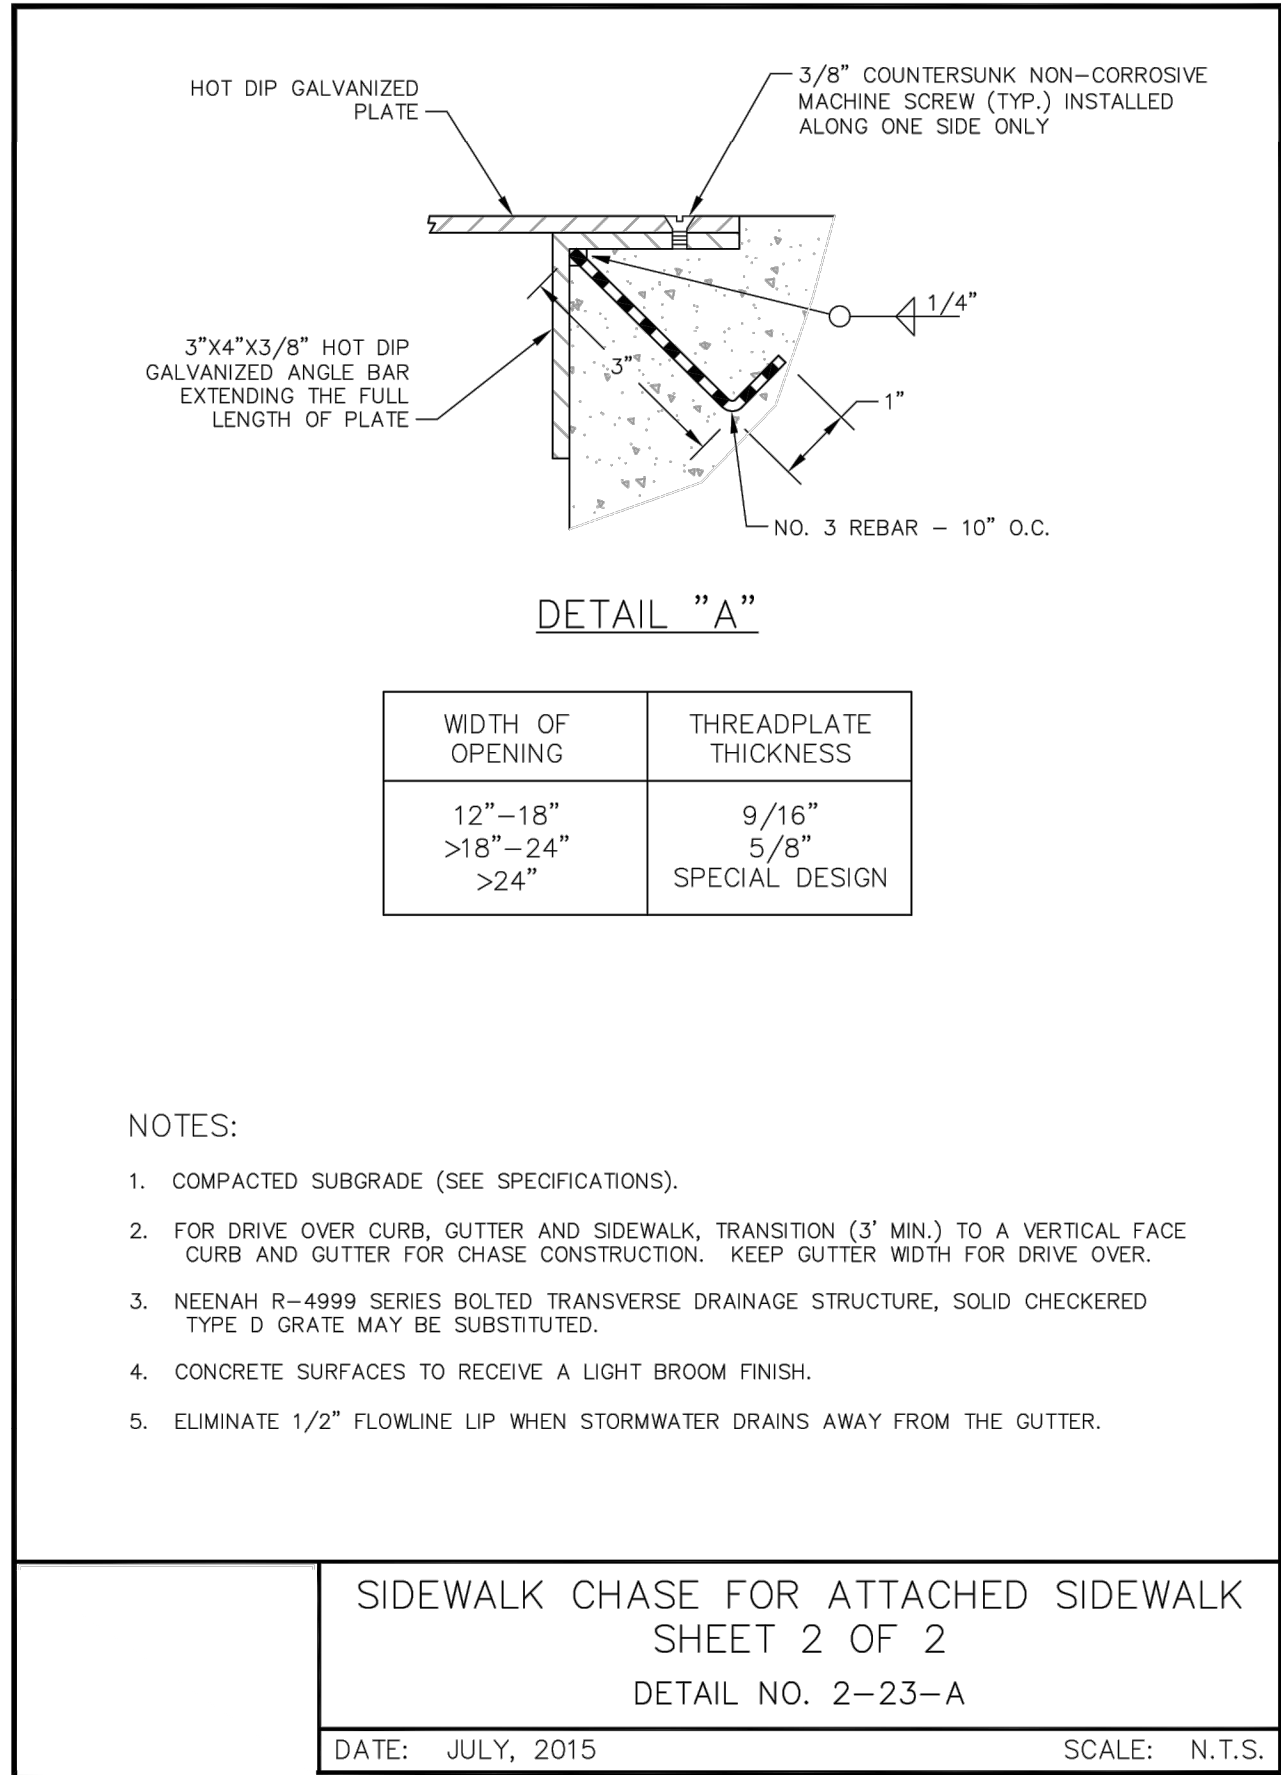 HOT DIP GALVANIZED
PLATE
3/8" COUNTERSUNK NON-CORROSIVE
MACHINE SCREW (TYP.) INSTALLED
ALONG ONE SIDE ONLY
1/4"
3"X4"X3/8" HOT DIP
GALVANIZED ANGLE BAR
EXTENDING THE FULL
LENGTH OF PLATE
3"
1"
NO. 3 REBAR - 10" O.C.
DETAIL "A"
WIDTH OF
OPENING
THREADPLATE
THICKNESS
12"-18" 9/16"
>18"-24" 5/8"
>24" SPECIAL DESIGN
NOTES:
1. COMPACTED SUBGRADE (SEE SPECIFICATIONS).
2. FOR DRIVE OVER CURB, GUTTER AND SIDEWALK, TRANSITION (3' MIN.) TO A VERTICAL FACE
CURB AND GUTTER FOR CHASE CONSTRUCTION. KEEP GUTTER WIDTH FOR DRIVE OVER.
3. NEENAH R-4999 SERIES BOLTED TRANSVERSE DRAINAGE STRUCTURE, SOLID CHECKERED
TYPE D GRATE MAY BE SUBSTITUTED.
4. CONCRETE SURFACES TO RECEIVE A LIGHT BROOM FINISH.
5. ELIMINATE 1/2" FLOWLINE LIP WHEN STORMWATER DRAINS AWAY FROM THE GUTTER.
SIDEWALK CHASE FOR ATTACHED SIDEWALK
SHEET 2 OF 2
DETAIL NO. 2-23-A
DATE: JULY, 2015 SCALE: N.T.S.